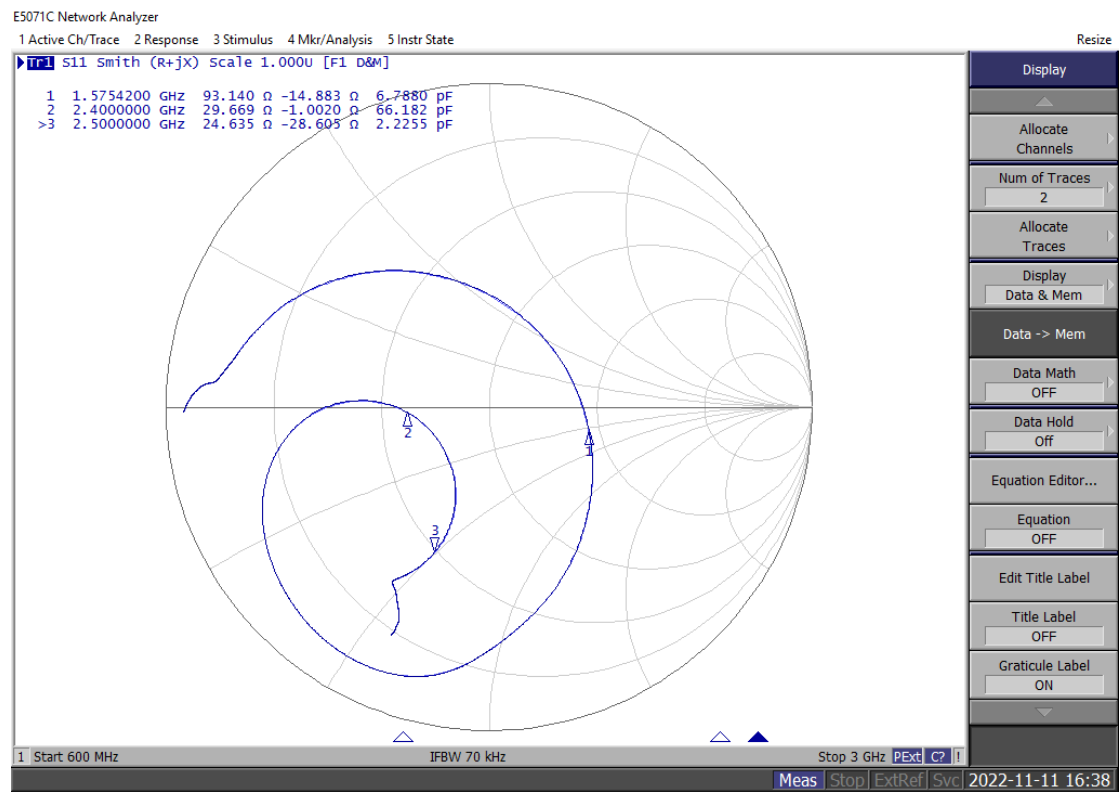 E5071C Network Analyzer
1 Active Ch/Trace 2 Response 3 Stimulus 4 Mkr/Analysis 5 Instr State Resize
Tr1 S11 Smith (R+jX) Scale 1.000U [F1 D&M]
1 1.5754200 GHz 93.140 Ω -14.883 Ω 6.7880 pF
2 2.4000000 GHz 29.669 Ω -1.0020 Ω 66.182 pF
>3 2.5000000 GHz 24.635 Ω -28.605 Ω 2.2255 pF
2
1
3
1 Start 600 MHz IFBW 70 kHz Stop 3 GHz PExt C? !
Display
Allocate
Channels
Num of Traces
2
Allocate
Traces
Display
Data & Mem
Data -> Mem
Data Math
OFF
Data Hold
Off
Equation Editor...
Equation
OFF
Edit Title Label
Title Label
OFF
Graticule Label
ON
Meas Stop ExtRef Svc 2022-11-11 16:38